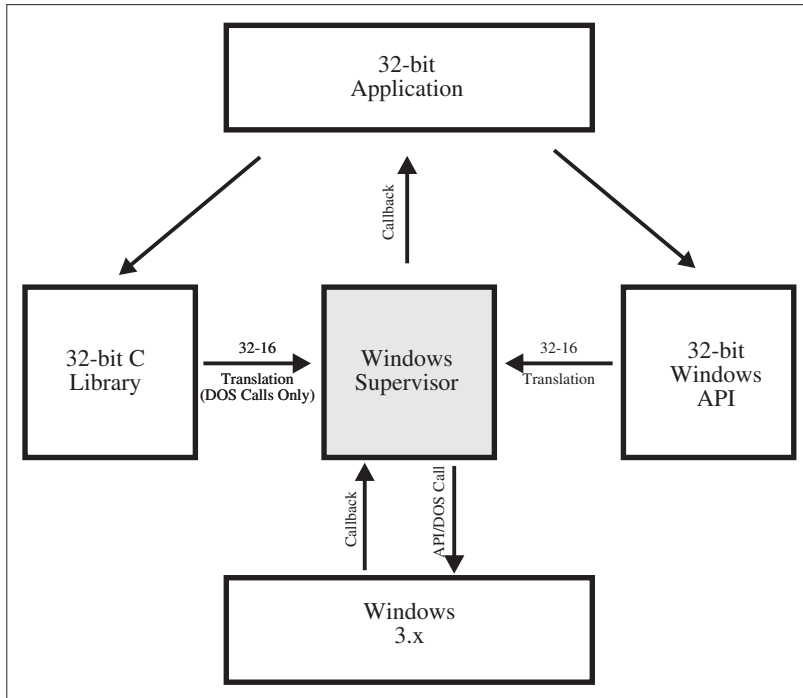 32-bit
Application
Callback
32-bit C
Library
32-16
Translation
(DOS Calls Only)
Windows
Supervisor
32-16
Translation
32-bit
Windows
API
Callback
API/DOS Call
Windows
3.x